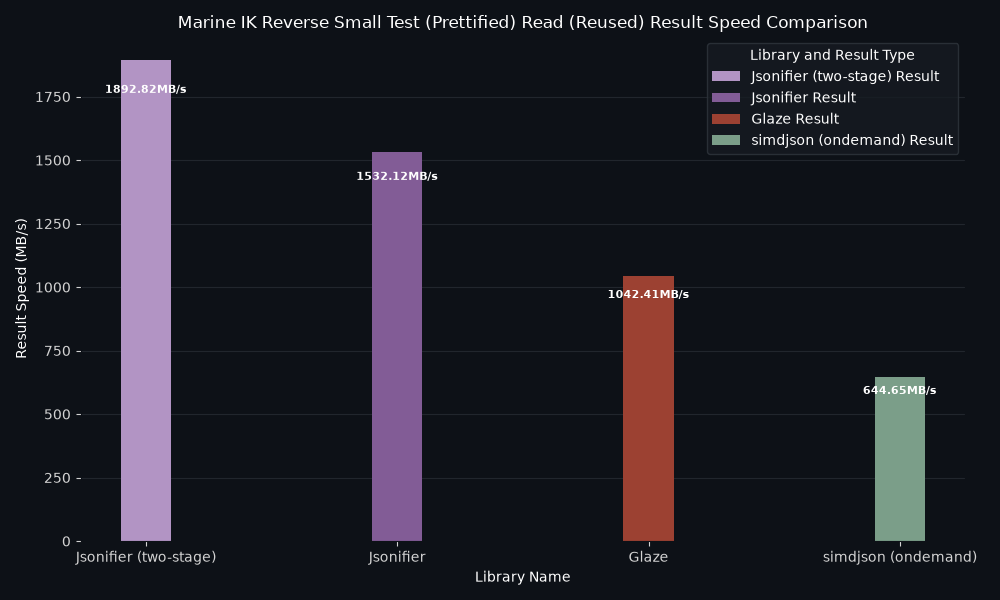 Marine IK Reverse Small Test (Prettified) Read (Reused) Result Speed Comparison
Library and Result Type
Jsonifier (two-stage) Result
Jsonifier Result
Glaze Result
simdjson (ondemand) Result
Result Speed (MB/s)
1750
1500
1250
1000
750
500
250
0
1892.82MB/s
1532.12MB/s
1042.41MB/s
644.65MB/s
Jsonifier (two-stage)
Jsonifier
Glaze
simdjson (ondemand)
Library Name